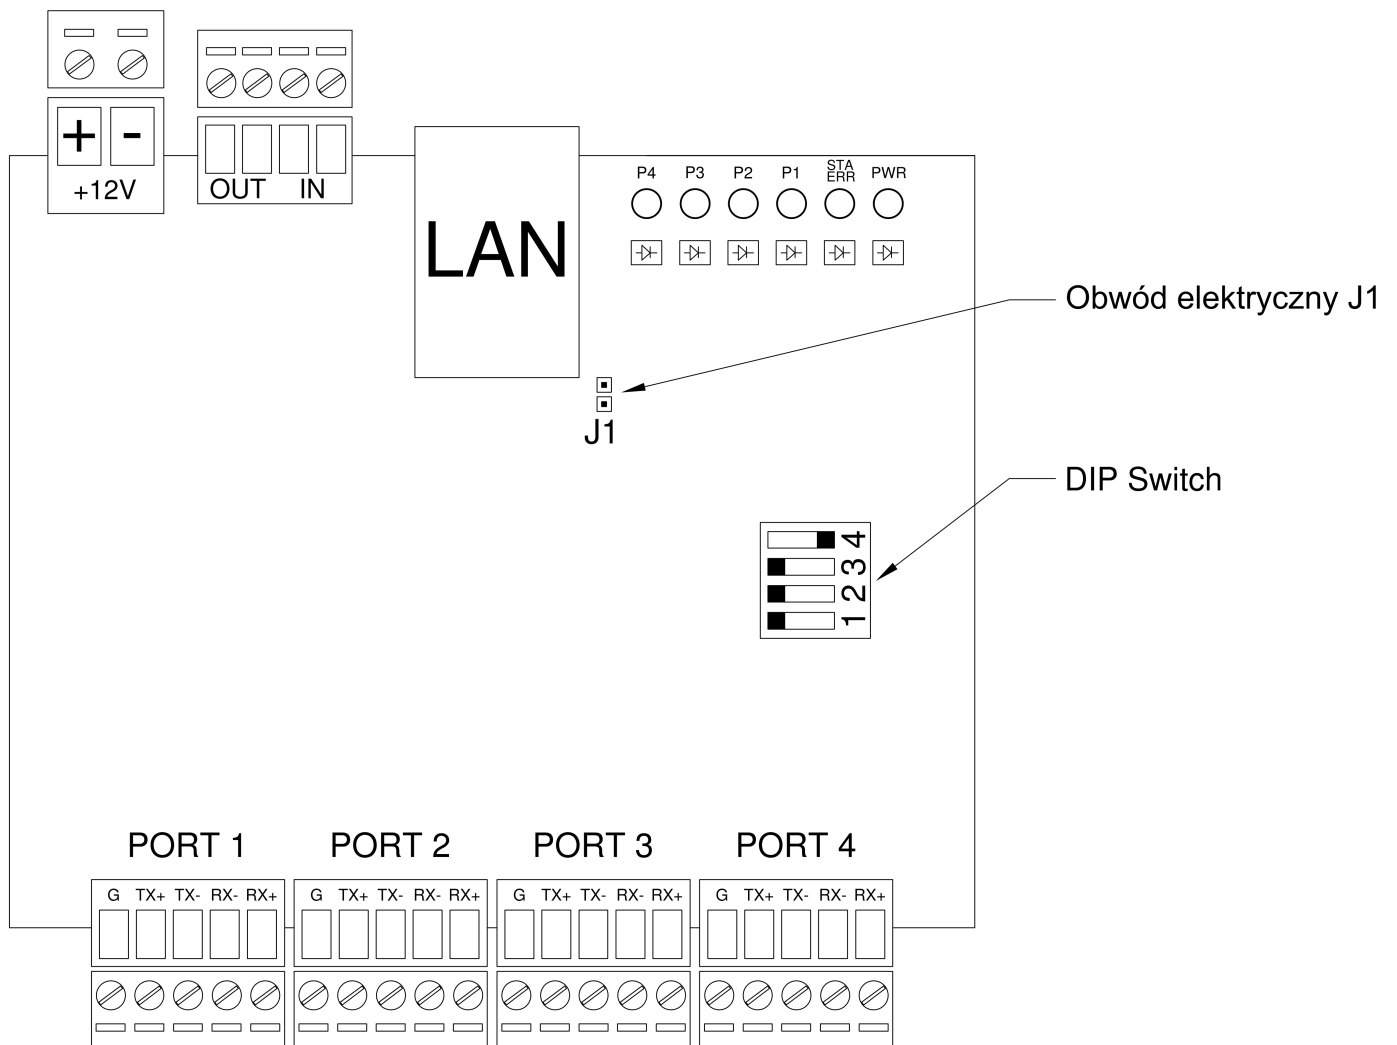 + -
+12V
OUT IN
LAN
P4 P3 P2 P1 STA ERR PWR
Obwód elektryczny J1
J1
DIP Switch
4
3
2
1
PORT 1 PORT 2 PORT 3 PORT 4
G TX+ TX- RX- RX+ G TX+ TX- RX- RX+ G TX+ TX- RX- RX+ G TX+ TX- RX- RX+